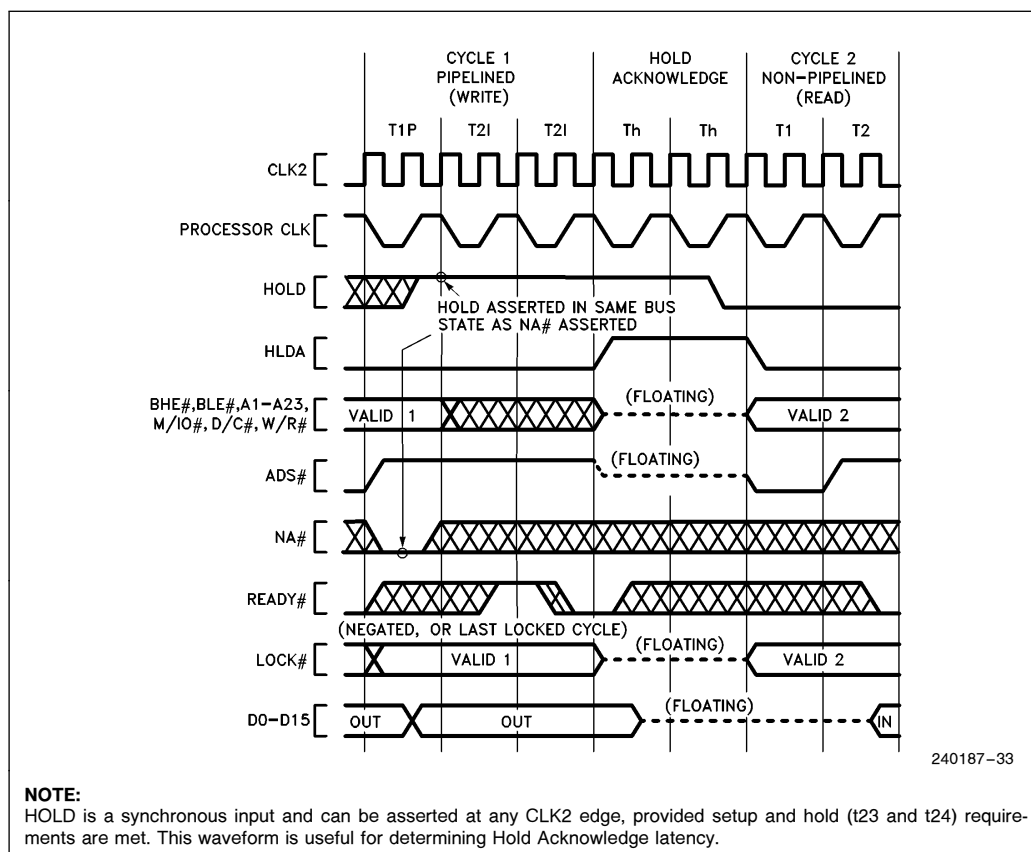 CYCLE 1
PIPELINED
(WRITE)
HOLD
ACKNOWLEDGE
CYCLE 2
NON-PIPELINED
(READ)
T1P T2I T2I Th Th T1 T2
CLK2
PROCESSOR CLK
HOLD
HOLD ASSERTED IN SAME BUS
STATE AS NA# ASSERTED
HLDA
BHE#,BLE#,A1-A23,
M/IO#,D/C#,W/R#
VALID 1
(FLOATING)
VALID 2
ADS#
(FLOATING)
NA#
READY#
(NEGATED, OR LAST LOCKED CYCLE)
LOCK#
VALID 1
(FLOATING)
VALID 2
D0-D15
OUT
OUT
(FLOATING)
IN
240187-33
NOTE:
HOLD is a synchronous input and can be asserted at any CLK2 edge, provided setup and hold (t23 and t24) require-
ments are met. This waveform is useful for determining Hold Acknowledge latency.